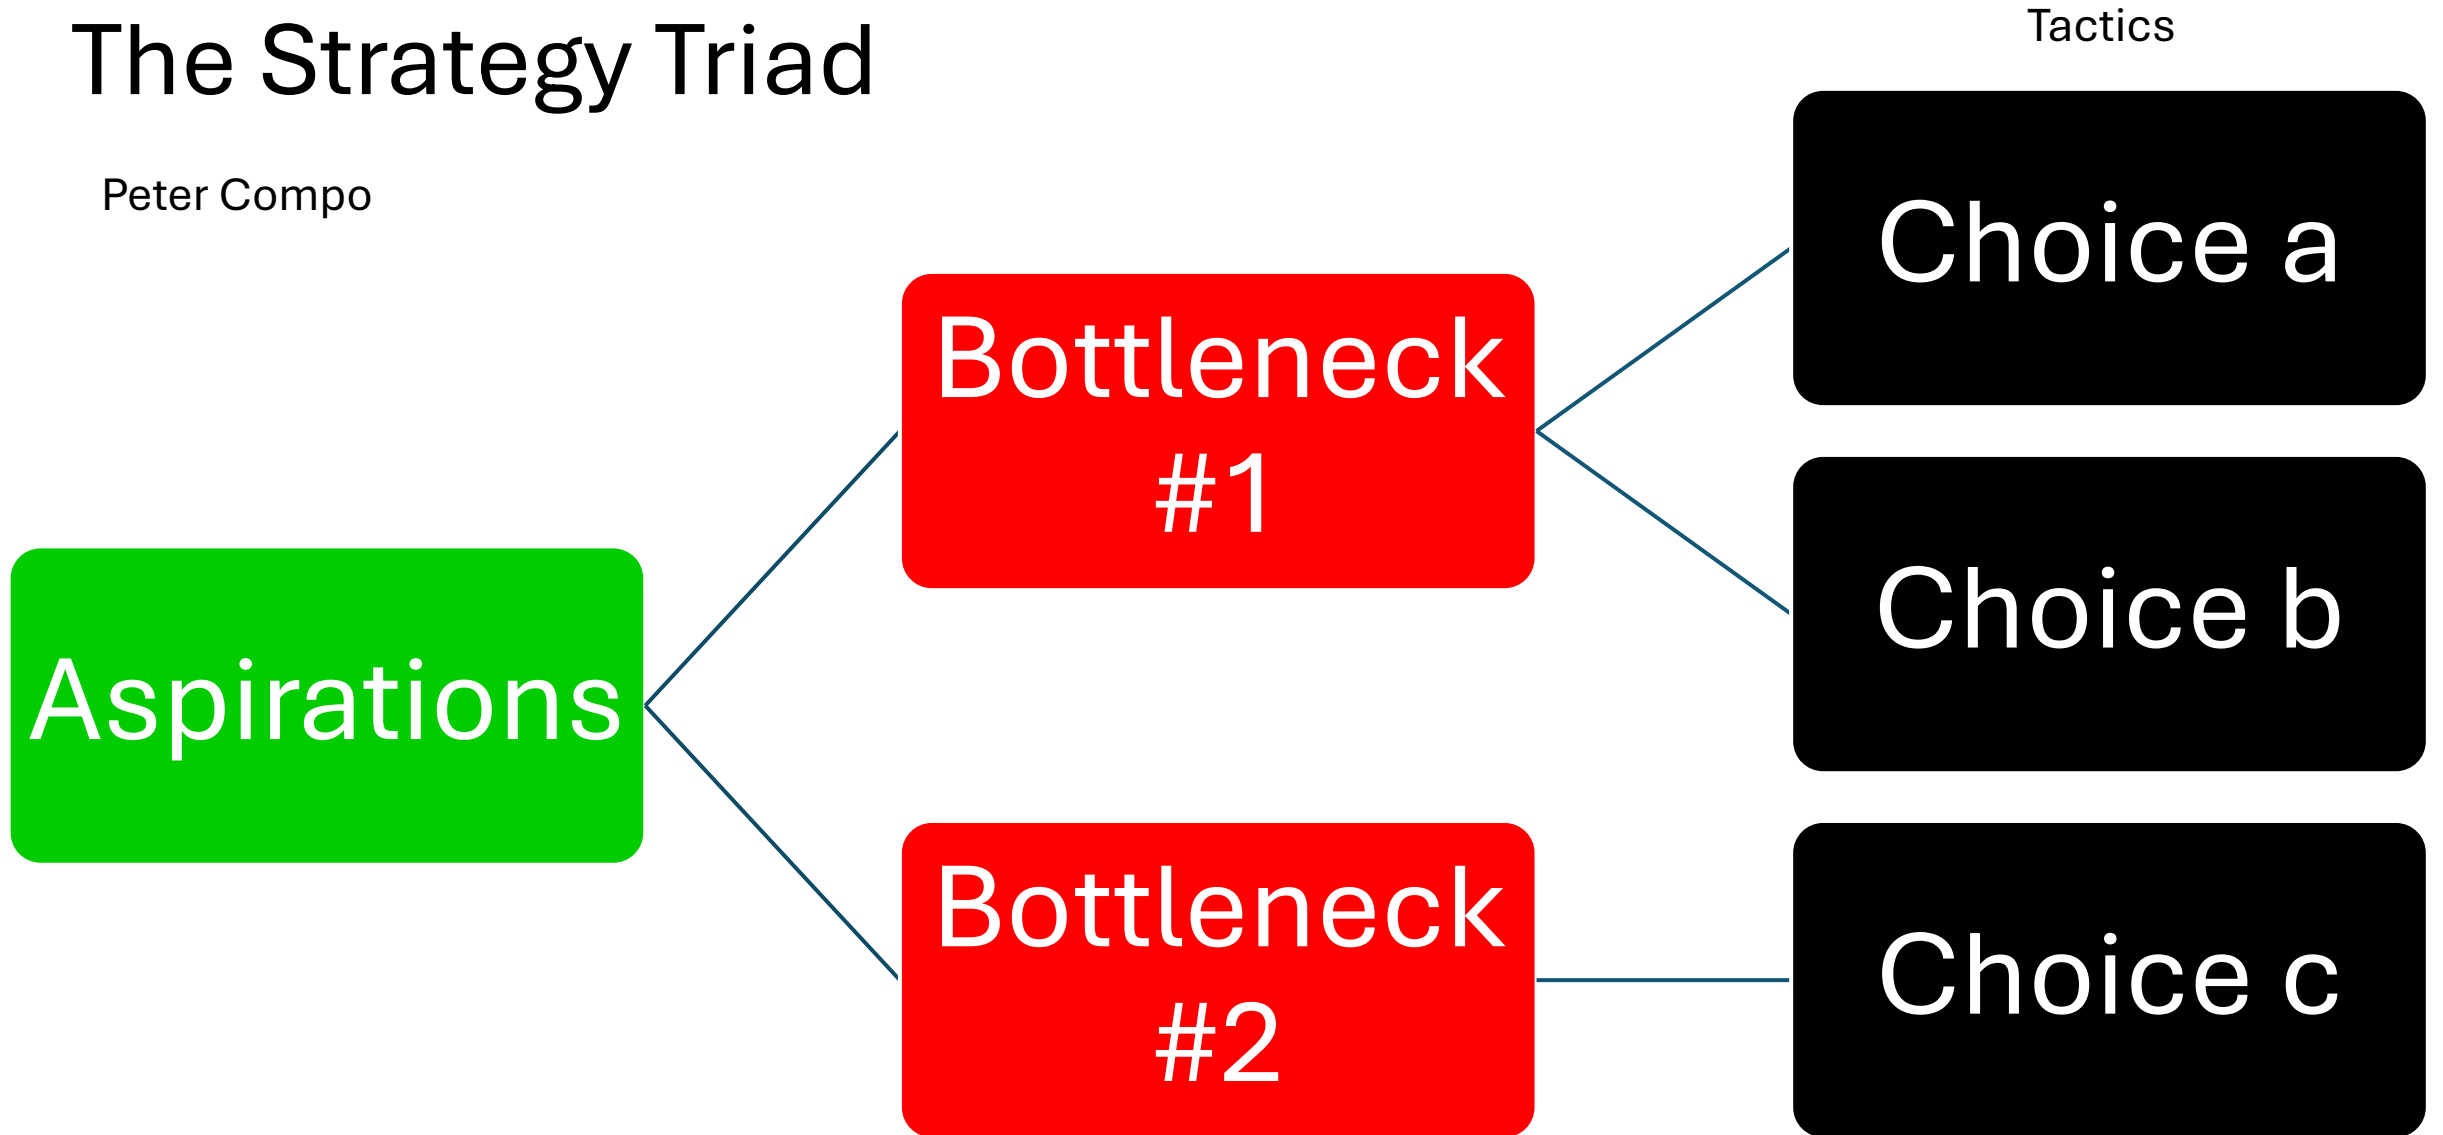 The Strategy Triad
Peter Compo
Tactics
Aspirations
Bottleneck
#1
Bottleneck
#2
Choice a
Choice b
Choice c